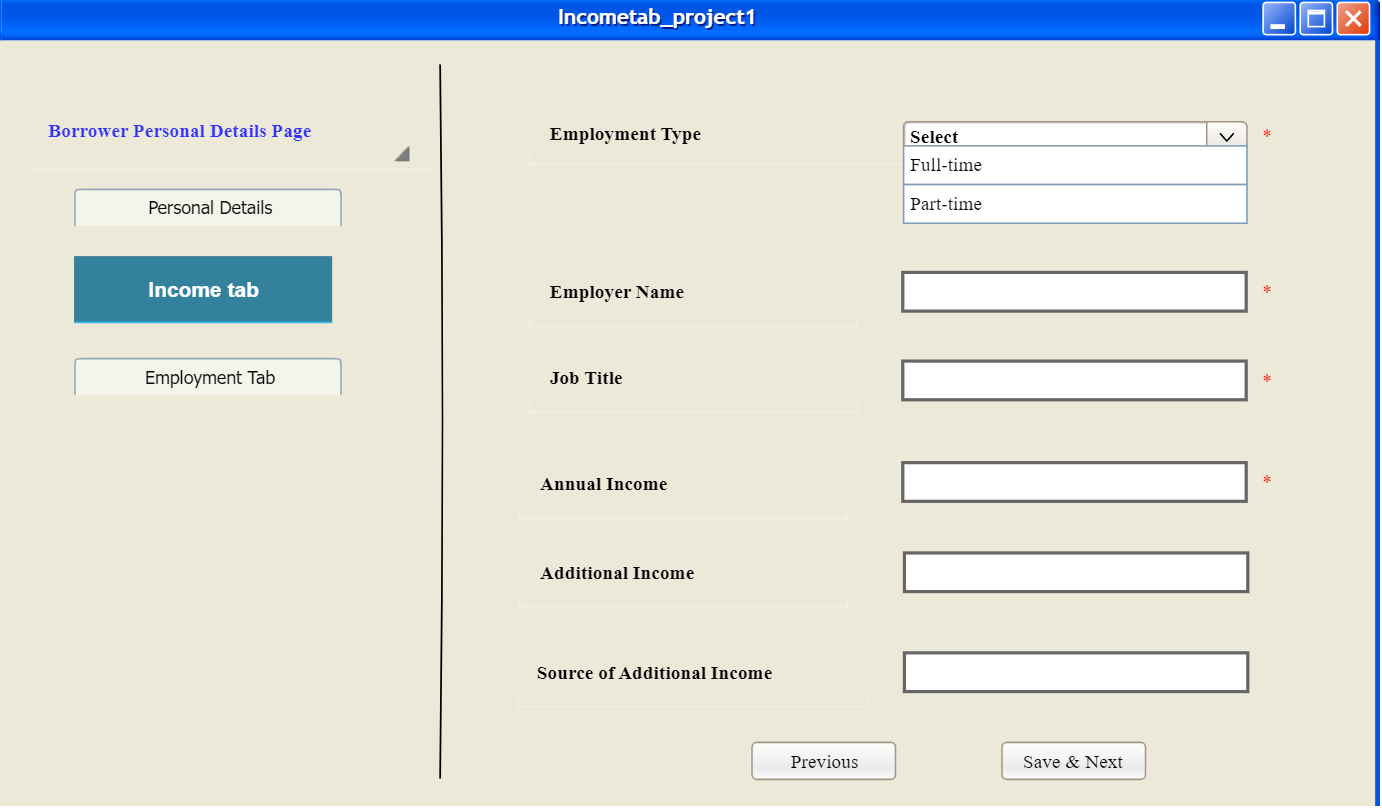 Incometab_project1
Borrower Personal Details Page
Personal Details
Income tab
Employment Tab
Employment Type
Select
*
Full-time
Part-time
Employer Name
*
Job Title
*
Annual Income
*
Additional Income
Source of Additional Income
Previous
Save & Next